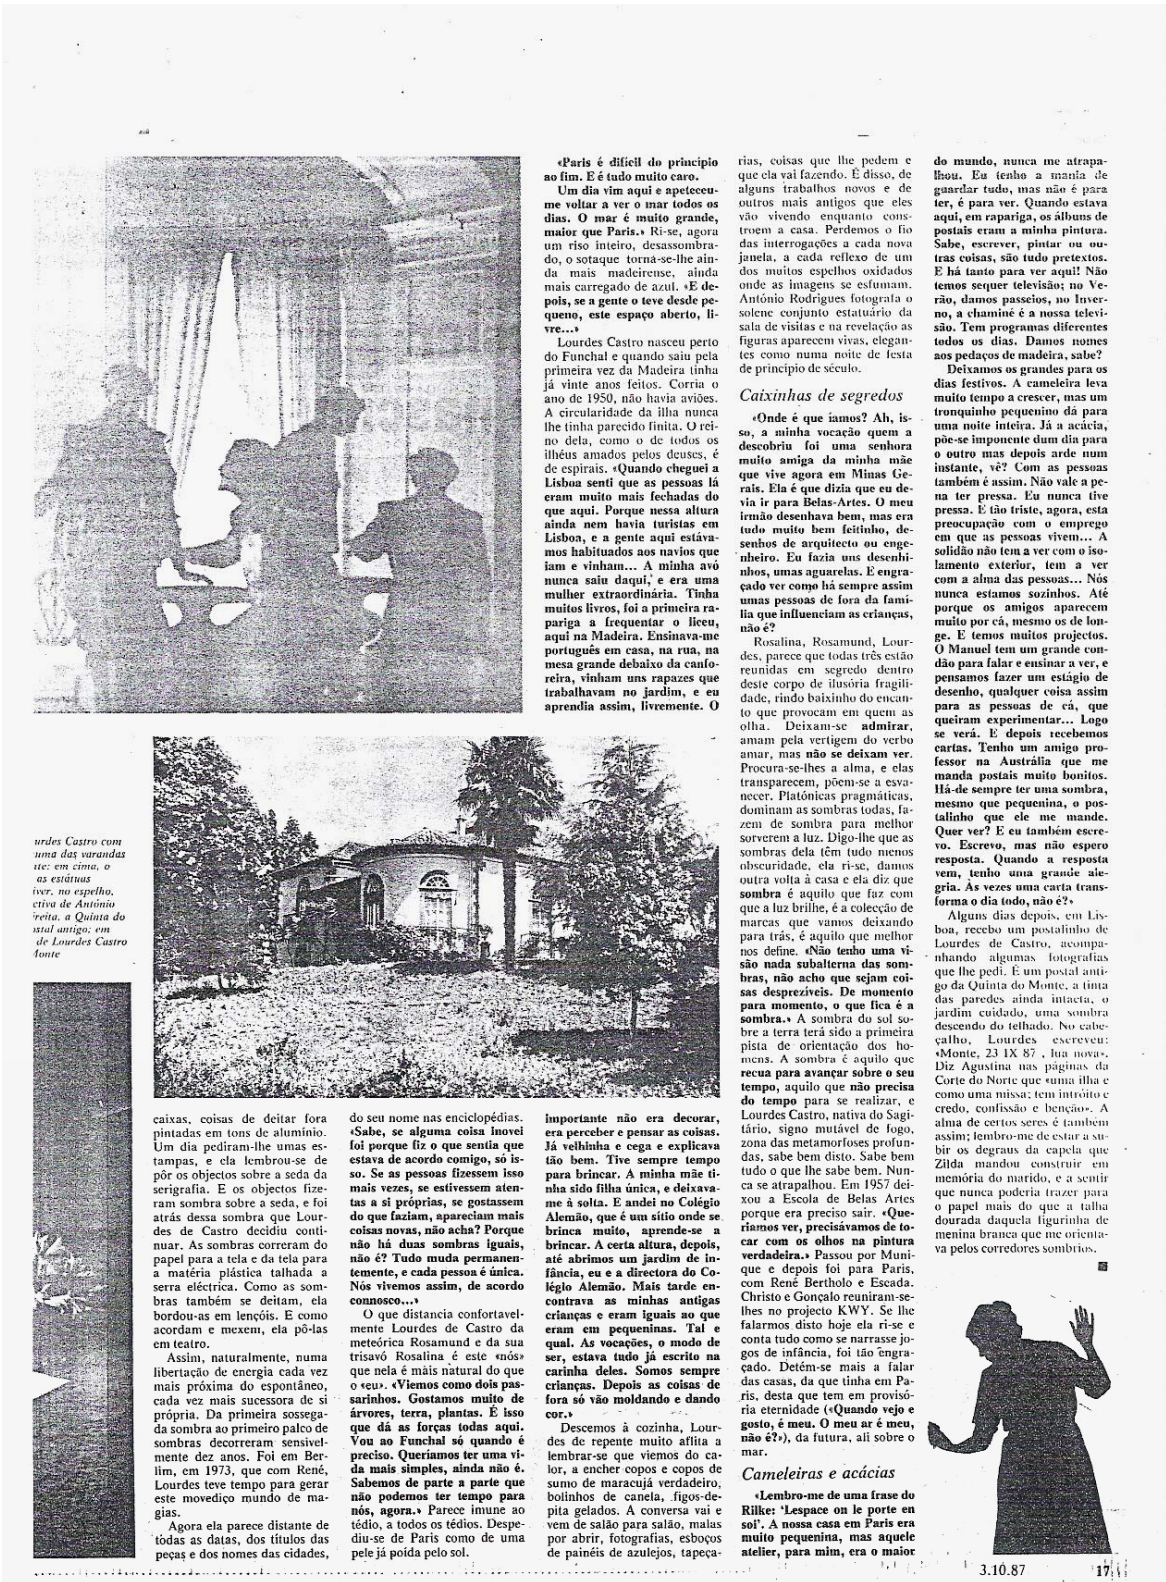 urdes Castro com
uma das varandas
te; em cima, o
as estátuas
iver, no espelho,
ctiva de António
reita, a Quinta do
stal antigo; em
de Lourdes Castro
Monte
caixas, coisas de deitar fora
pintadas em tons de alumínio.
Um dia pediram-lhe umas es-
tampas, e ela lembrou-se de
pôr os objectos sobre a seda da
serigrafia. E os objectos fize-
ram sombra sobre a seda, e foi
atrás dessa sombra que Lour-
des de Castro decidiu conti-
nuar. As sombras correram do
papel para a tela e da tela para
a matéria plástica talhada a
serra eléctrica. Como as som-
bras também se deitam, ela
bordou-as em lençóis. E como
acordam e mexem, ela pô-las
em teatro.
Assim, naturalmente, numa
libertação de energia cada vez
mais próxima do espontâneo,
cada vez mais sucessora de si
própria. Da primeira sossega-
da sombra ao primeiro palco de
sombras decorreram sensivel-
mente dez anos. Foi em Ber-
lim, em 1973, que com René,
Lourdes teve tempo para gerar
este movediço mundo de ma-
gias.
Agora ela parece distante de
todas as datas, dos títulos das
peças e dos nomes das cidades,
do seu nome nas enciclopédias.
«Sabe, se alguma coisa inovei
foi porque fiz o que sentia que
estava de acordo comigo, só is-
so. Se as pessoas fizessem isso
mais vezes, se estivessem aten-
tas a si próprias, se gostassem
do que faziam, apareciam mais
coisas novas, não acha? Porque
não há duas sombras iguais,
não é? Tudo muda permanen-
temente, e cada pessoa é única.
Nós vivemos assim, de acordo
connosco...»
O que distancia confortavel-
mente Lourdes de Castro da
meteórica Rosamund e da sua
trisavó Rosalina é este «nós»
que nela é mais natural do que
o «eu». «Viemos como dois pas-
sarinhos. Gostamos muito de
árvores, terra, plantas. É isso
que dá as forças todas aqui.
Vou ao Funchal só quando é
preciso. Queríamos ter uma vi-
da mais simples, ainda não é.
Sabemos de parte a parte que
não podemos ter tempo para
nós, agora.» Parece imune ao
tédio, a todos os tédios. Despe-
diu-se de Paris como de uma
pele já poída pelo sol.
«Paris é difícil do princípio
ao fim. E é tudo muito caro.
Um dia vim aqui e apeteceu-
me voltar a ver o mar todos os
dias. O mar é muito grande,
maior que Paris.» Ri-se, agora
um riso inteiro, desassombra-
do, o sotaque torna-se-lhe ain-
da mais madeirense, ainda
mais carregado de azul. «E de-
pois, se a gente o teve desde pe-
queno, este espaço aberto, li-
vre...»
Lourdes Castro nasceu perto
do Funchal e quando saiu pela
primeira vez da Madeira tinha
já vinte anos feitos. Corria o
ano de 1950, não havia aviões.
A circularidade da ilha nunca
lhe tinha parecido finita. O rei-
no dela, como o de todos os
ilhéus amados pelos deuses, é
de espirais. «Quando cheguei a
Lisboa senti que as pessoas lá
eram muito mais fechadas do
que aqui. Porque nessa altura
ainda nem havia turistas em
Lisboa, e a gente aqui estáva-
mos habituados aos navios que
iam e vinham... A minha avó
nunca saiu daqui, e era uma
mulher extraordinária. Tinha
muitos livros, foi a primeira ra-
pariga a frequentar o liceu,
aqui na Madeira. Ensinava-me
português em casa, na rua, na
mesa grande debaixo da canfo-
reira, vinham uns rapazes que
trabalhavam no jardim, e eu
aprendia assim, livremente. O
importante não era decorar,
era perceber e pensar as coisas.
Já velhinha e cega e explicava
tão bem. Tive sempre tempo
para brincar. A minha mãe ti-
nha sido filha única, e deixava-
me à solta. E andei no Colégio
Alemão, que é um sítio onde se
brinca muito, aprende-se a
brincar. A certa altura, depois,
até abrimos um jardim de in-
fância, eu e a directora do Co-
légio Alemão. Mais tarde en-
contrava as minhas antigas
crianças e eram iguais ao que
eram em pequeninas. Tal e
qual. As vocações, o modo de
ser, estava tudo já escrito na
carinha deles. Somos sempre
crianças. Depois as coisas de
fora só vão moldando e dando
cor.»
Descemos à cozinha, Lour-
des de repente muito aflita a
lembrar-se que viemos do ca-
lor, a encher copos e copos de
sumo de maracujá verdadeiro,
bolinhos de canela, figos-de-
pita gelados. A conversa vai e
vem de salão para salão, malas
por abrir, fotografias, esboços
de painéis de azulejos, tapeça-
rias, coisas que lhe pedem e
que ela vai fazendo. É disso, de
alguns trabalhos novos e de
outros mais antigos que eles
vão vivendo enquanto cons-
troem a casa. Perdemos o fio
das interrogações a cada nova
janela, a cada reflexo de um
dos muitos espelhos oxidados
onde as imagens se esfumam.
António Rodrigues fotografa o
solene conjunto estatuário da
sala de visitas e na revelação as
figuras aparecem vivas, elegan-
tes como numa noite de festa
de princípio de século.
Caixinhas de segredos
«Onde é que íamos? Ah, is-
so, a minha vocação quem a
descobriu foi uma senhora
muito amiga da minha mãe
que vive agora em Minas Ge-
rais. Ela é que dizia que eu de-
via ir para Belas-Artes. O meu
irmão desenhava bem, mas era
tudo muito bem feitinho, de-
senhos de arquitecto ou enge-
nheiro. Eu fazia uns desenhi-
nhos, umas aguarelas. E engra-
çado ver como há sempre assim
umas pessoas de fora da famí-
lia que influenciam as crianças,
não é?
Rosalina, Rosamund, Lour-
des, parece que todas três estão
reunidas em segredo dentro
deste corpo de ilusória fragili-
dade, rindo baixinho do encan-
to que provocam em quem as
olha. Deixam-se admirar,
amam pela vertigem do verbo
amar, mas não se deixam ver.
Procura-se-lhes a alma, e elas
transparecem, põem-se a esva-
necer. Platónicas pragmáticas,
dominam as sombras todas, fa-
zem de sombra para melhor
sorverem a luz. Digo-lhe que as
sombras dela têm tudo menos
obscuridade, ela ri-se, damos
outra volta à casa e ela diz que
sombra é aquilo que faz com
que a luz brilhe, é a colecção de
marcas que vamos deixando
para trás, é aquilo que melhor
nos define. «Não tenho uma vi-
são nada subalterna das som-
bras, não acho que sejam coi-
sas desprezíveis. De momento
para momento, o que fica é a
sombra.» A sombra do sol so-
bre a terra terá sido a primeira
pista de orientação dos ho-
mens. A sombra é aquilo que
recua para avançar sobre o seu
tempo, aquilo que não precisa
do tempo para se realizar, e
Lourdes Castro, nativa do Sagi-
tário, signo mutável de fogo,
zona das metamorfoses profun-
das, sabe bem disto. Sabe bem
tudo o que lhe sabe bem. Nun-
ca se atrapalhou. Em 1957 dei-
xou a Escola de Belas Artes
porque era preciso sair. «Que-
ríamos ver, precisávamos de to-
car com os olhos na pintura
verdadeira.» Passou por Muni-
que e depois foi para Paris,
com René Bertholo e Escada.
Christo e Gonçalo reuniram-se-
lhes no projecto KWY. Se lhe
falarmos disto hoje ela ri-se e
conta tudo como se narrasse jo-
gos de infância, foi tão engra-
çado. Detém-se mais a falar
das casas, da que tinha em Pa-
ris, desta que tem em provisó-
ria eternidade («Quando vejo e
gosto, é meu. O meu ar é meu,
não é?»), da futura, ali sobre o
mar.
Cameleiras e acácias
«Lembro-me de uma frase do
Rilke: 'Lespace on le porte en
soi'. A nossa casa em Paris era
muito pequenina, mas aquele
atelier, para mim, era o maior
do mundo, nunca me atrapa-
lhou. Eu tenho a mania de
guardar tudo, mas não é para
ter, é para ver. Quando estava
aqui, em rapariga, os álbuns de
postais eram a minha pintura.
Sabe, escrever, pintar ou ou-
tras coisas, são tudo pretextos.
E há tanto para ver aqui! Não
temos sequer televisão; no Ve-
rão, damos passeios, no Inver-
no, a chaminé é a nossa televi-
são. Tem programas diferentes
todos os dias. Damos nomes
aos pedaços de madeira, sabe?
Deixamos os grandes para os
dias festivos. A cameleira leva
muito tempo a crescer, mas um
tronquinho pequenino dá para
uma noite inteira. Já a acácia,
põe-se imponente dum dia para
o outro mas depois arde num
instante, vê? Com as pessoas
também é assim. Não vale a pe-
na ter pressa. Eu nunca tive
pressa. E tão triste, agora, esta
preocupação com o emprego
em que as pessoas vivem... A
solidão não tem a ver com o iso-
lamento exterior, tem a ver
com a alma das pessoas... Nós
nunca estamos sozinhos. Até
porque os amigos aparecem
muito por cá, mesmo os de lon-
ge. E temos muitos projectos.
O Manuel tem um grande con-
dão para falar e ensinar a ver, e
pensamos fazer um estágio de
desenho, qualquer coisa assim
para as pessoas de cá, que
queiram experimentar... Logo
se verá. E depois recebemos
cartas. Tenho um amigo pro-
fessor na Austrália que me
manda postais muito bonitos.
Há-de sempre ter uma sombra,
mesmo que pequenina, o pos-
talinho que ele me mande.
Quer ver? E eu também escre-
vo. Escrevo, mas não espero
resposta. Quando a resposta
vem, tenho uma grande ale-
gria. Às vezes uma carta trans-
forma o dia todo, não é?»
Alguns dias depois, em Lis-
boa, recebo um postalinho de
Lourdes de Castro, acompa-
nhando algumas fotografias
que lhe pedi. É um postal anti-
go da Quinta do Monte, a tinta
das paredes ainda intacta, o
jardim cuidado, uma sombra
descendo do telhado. No cabe-
çalho, Lourdes escreveu:
«Monte, 23 IX 87 , lua nova».
Diz Agustina nas páginas da
Corte do Norte que «uma ilha e
como uma missa; tem intróito e
credo, confissão e benção». A
alma de certos seres é também
assim; lembro-me de estar a su-
bir os degraus da capela que
Zilda mandou construir em
memória do marido, e a sentir
que nunca poderia trazer para
o papel mais do que a talha
dourada daquela figurinha de
menina branca que me orienta-
va pelos corredores sombrios.
3.10.87
17